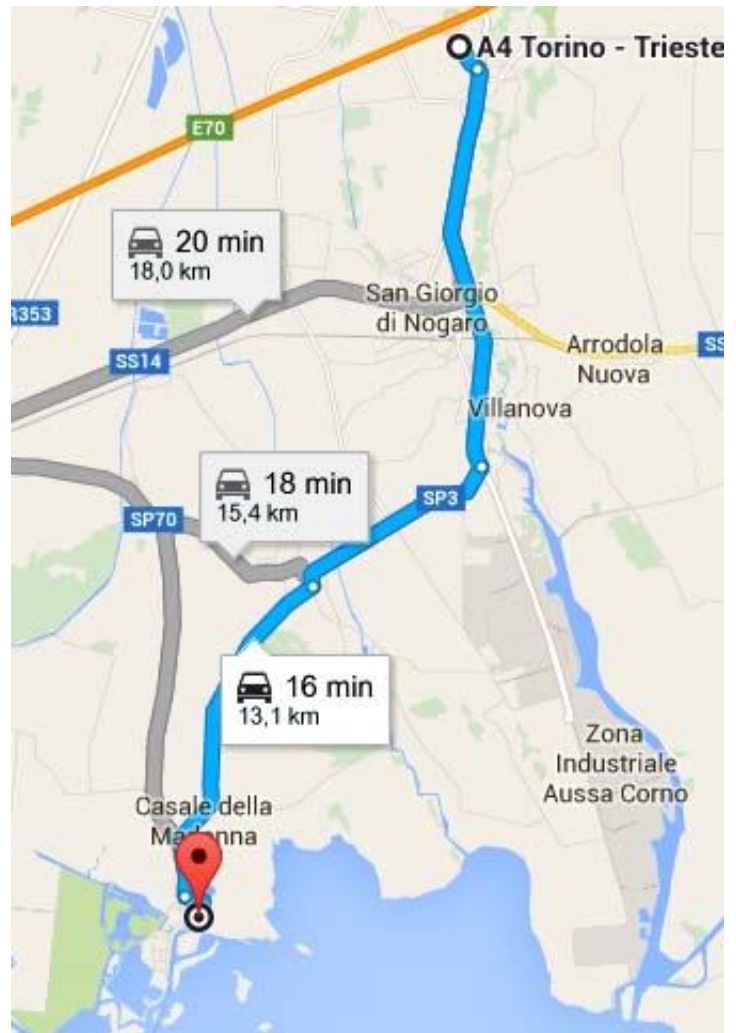 A4 Torino - Trieste
E70
20 min
18,0 km
San Giorgio
di Nogaro
R353
Arrodola
Nuova
SS
SS14
Villanova
18 min
15,4 km
SP3
SP70
16 min
13,1 km
Zona
Industriale
Aussa Corno
Casale della
Madonna